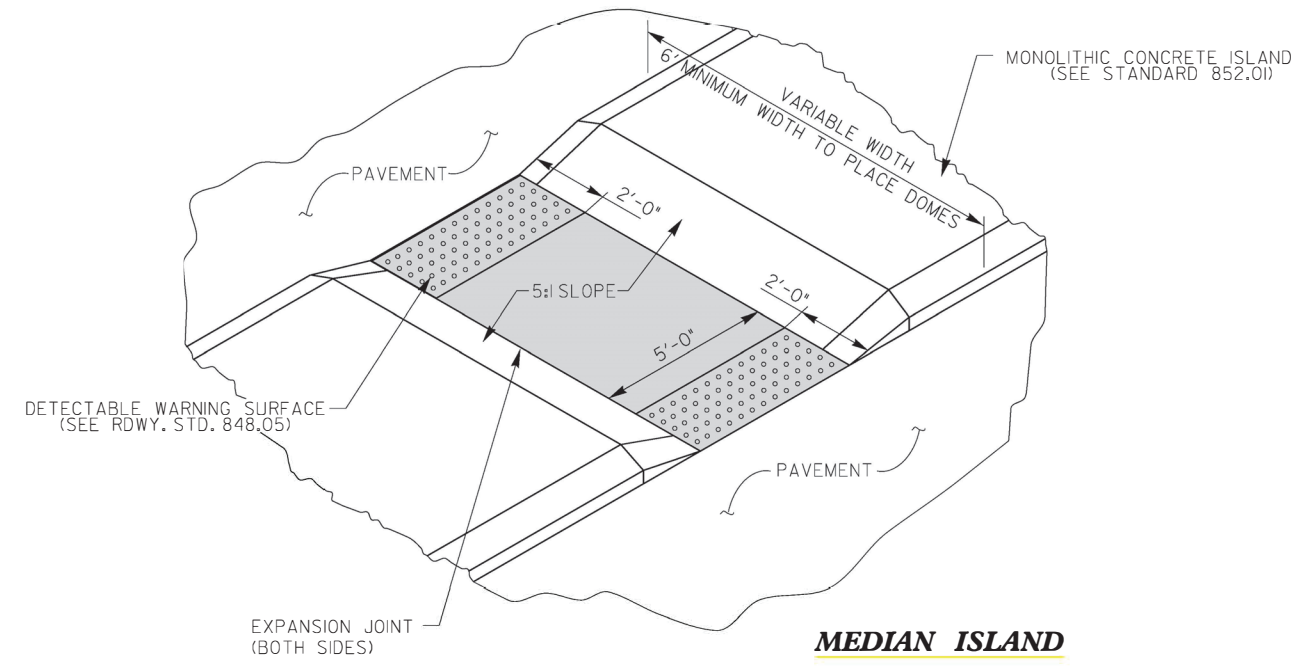 MONOLITHIC CONCRETE ISLAND
(SEE STANDARD 852.01)
VARIABLE WIDTH
6' MINIMUM WIDTH TO PLACE DOMES
PAVEMENT
2'-0"
5:1 SLOPE
2'-0"
5'-0"
DETECTABLE WARNING SURFACE
(SEE RDWY. STD. 848.05)
PAVEMENT
EXPANSION JOINT
(BOTH SIDES)
MEDIAN ISLAND